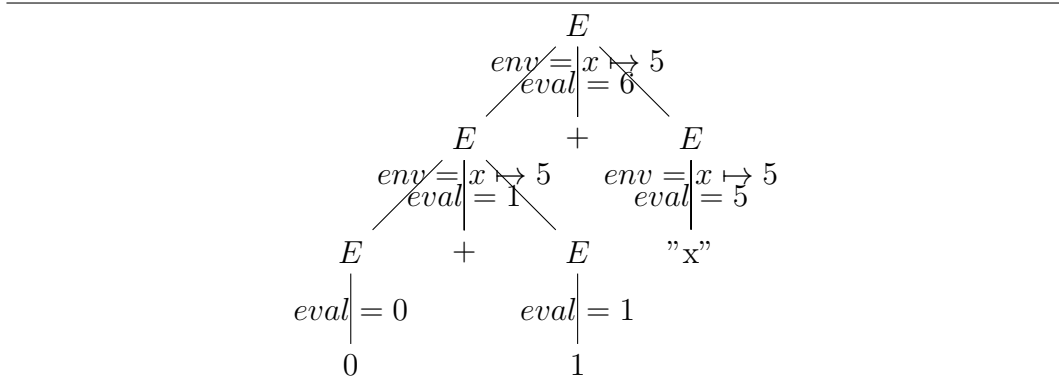 E
env = x ↦ 5
eval = 6
E + E
env = x ↦ 5 env = x ↦ 5
eval = 1 eval = 5
E + E ”x”
eval = 0 eval = 1
0 1